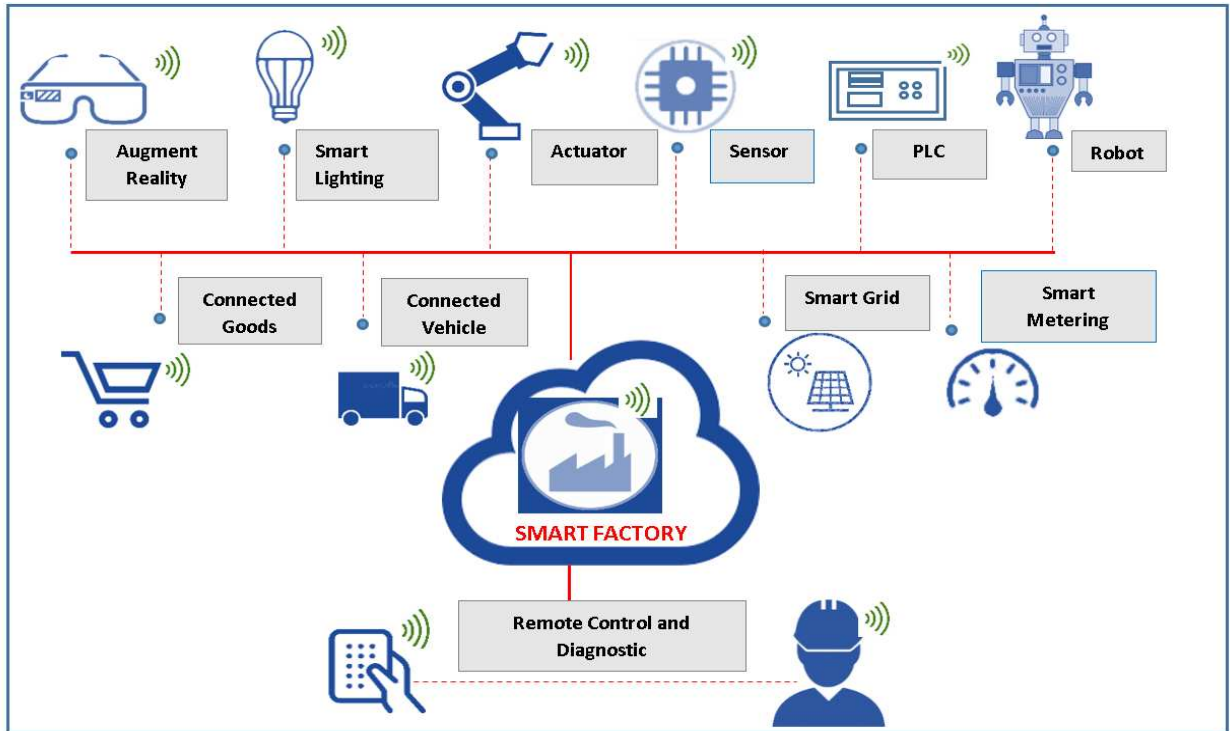 Augment
Reality
Smart
Lighting
Actuator
Sensor
PLC
Robot
Connected
Goods
Connected
Vehicle
Smart Grid
Smart
Metering
SMART FACTORY
Remote Control and
Diagnostic